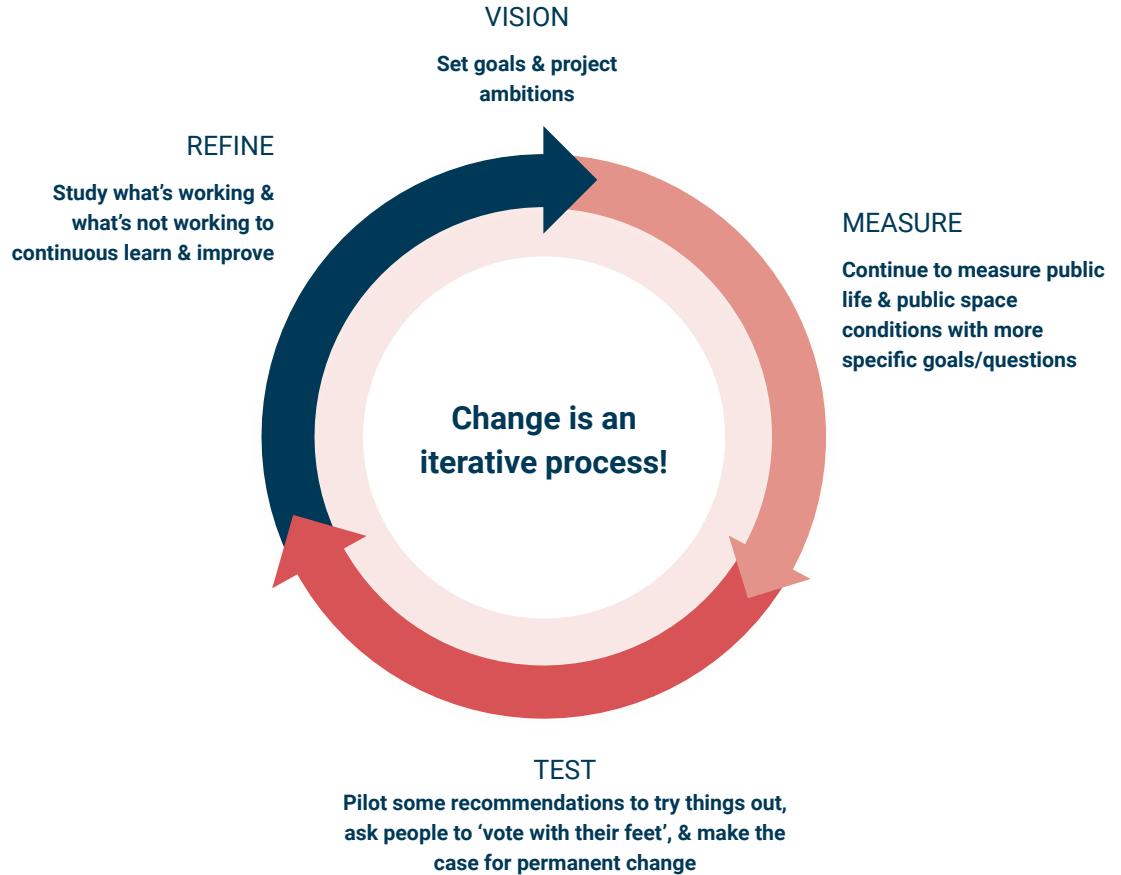 VISION
Set goals & project
ambitions
REFINE
Study what’s working &
what’s not working to
continuous learn & improve
MEASURE
Continue to measure public
life & public space
conditions with more
specific goals/questions
Change is an
iterative process!
TEST
Pilot some recommendations to try things out,
ask people to ‘vote with their feet’, & make the
case for permanent change